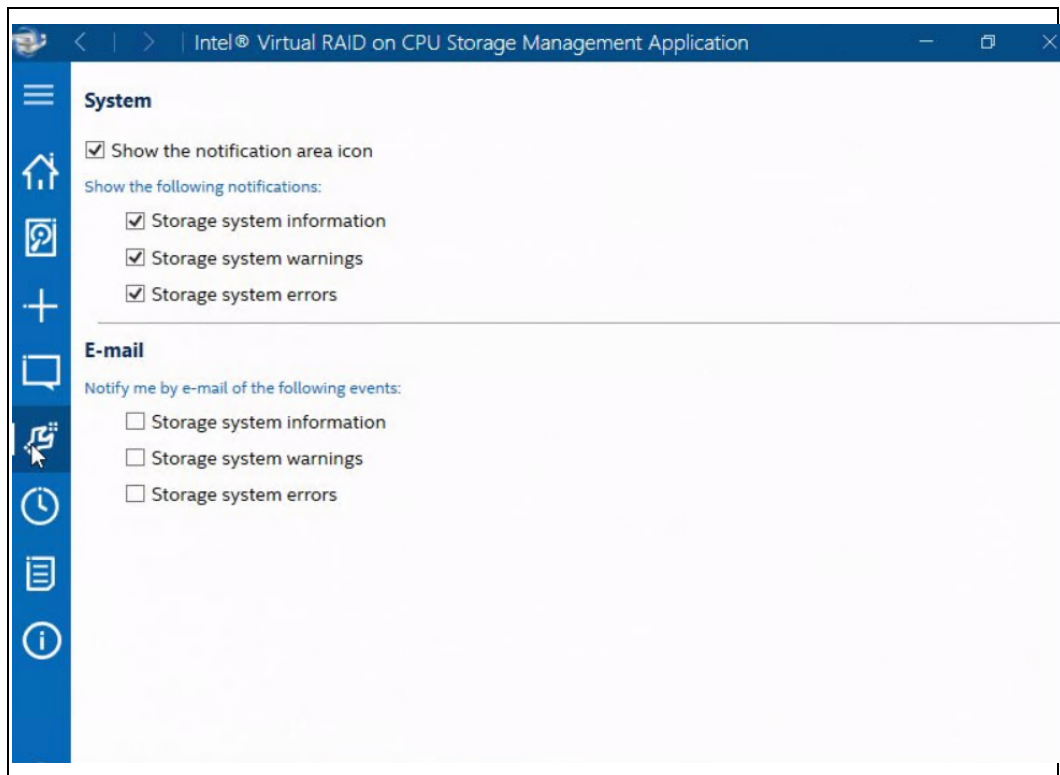 Intel® Virtual RAID on CPU Storage Management Application
System
Show the notification area icon
Show the following notifications:
Storage system information
Storage system warnings
Storage system errors
E-mail
Notify me by e-mail of the following events:
Storage system information
Storage system warnings
Storage system errors